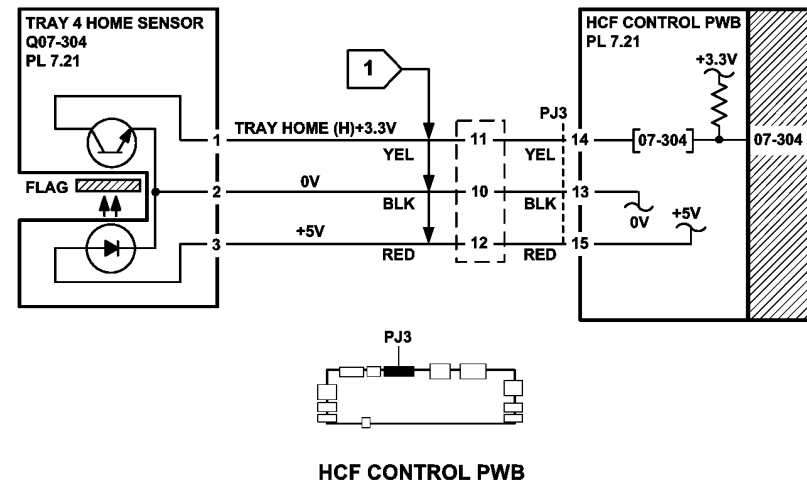 TRAY 4 HOME SENSOR
Q07-304
PL 7.21
HCF CONTROL PWB
PL 7.21
+3.3V
1
PJ3
1
TRAY HOME (H)+3.3V
YEL
11
YEL
14
07-304
07-304
FLAG
2
0V
BLK
10
BLK
13
0V
+5V
3
+5V
RED
12
RED
15
PJ3
HCF CONTROL PWB